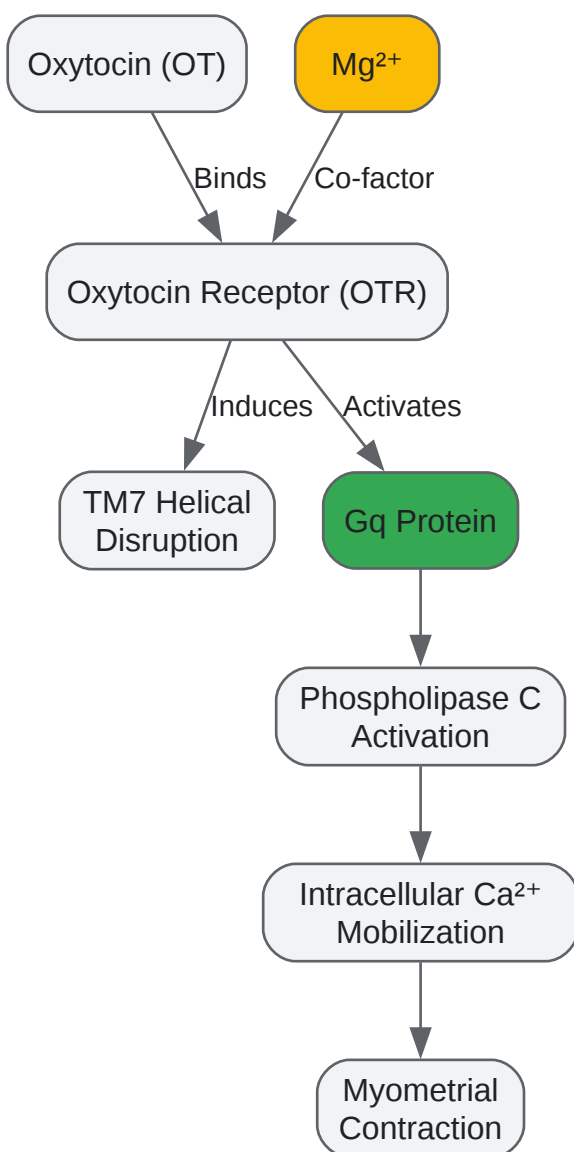 Oxytocin (OT)
Mg²⁺
Binds
Co-factor
Oxytocin Receptor (OTR)
Induces
Activates
TM7 Helical
Disruption
Gq Protein
Phospholipase C
Activation
Intracellular Ca²⁺
Mobilization
Myometrial
Contraction